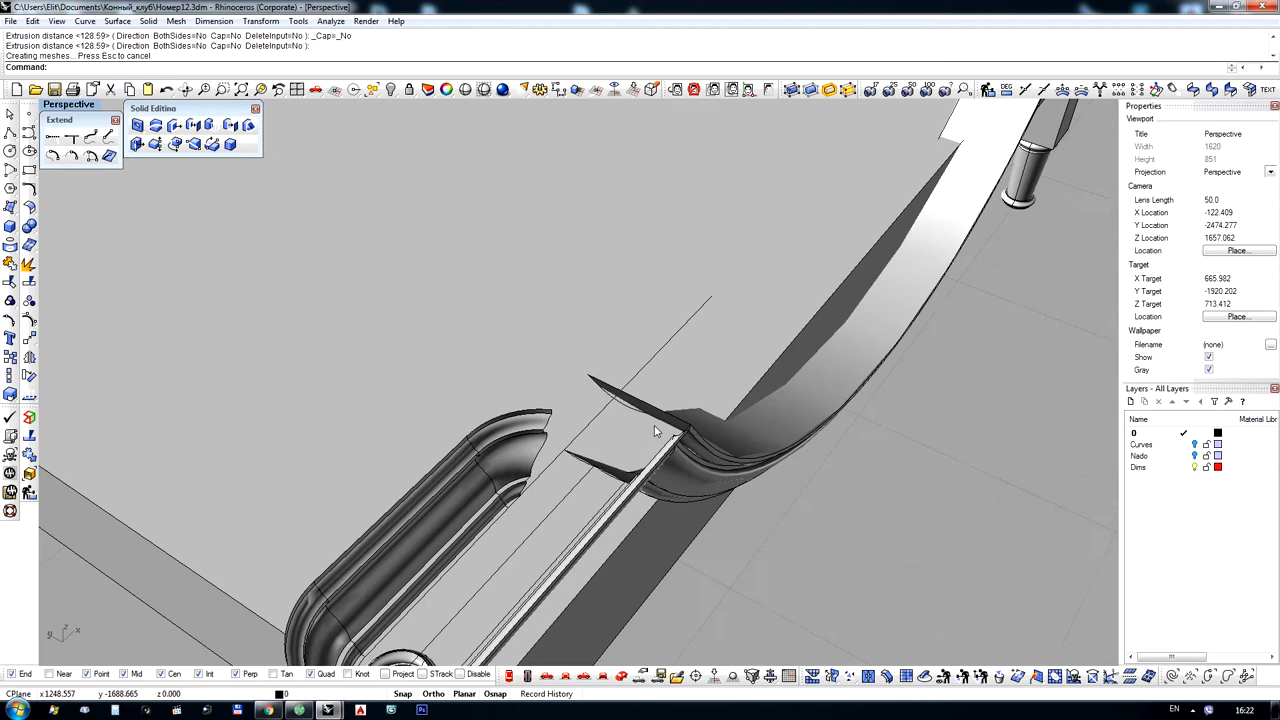 C:\Users\Elit\Documents\Конный_клуб\Номер12.3dm - Rhinoceros (Corporate) - [Perspective]
File Edit View Curve Surface Solid Mesh Dimension Transform Tools Analyze Render Help
Extrusion distance <128.59> ( Direction BothSides=No Cap=No DeleteInput=No ): _Cap=_No
Extrusion distance <128.59> ( Direction BothSides=No Cap=No DeleteInput=No ):
Creating meshes... Press Esc to cancel
Command:
TEXT
Perspective
Extend
Solid Editing
Properties
Viewport
Title Perspective
Width 1620
Height 851
Projection Perspective
Camera
Lens Length 50.0
X Location -122.409
Y Location -2474.277
Z Location 1657.062
Location Place...
Target
X Target 665.982
Y Target -1920.202
Z Target 713.412
Location Place...
Wallpaper
Filename (none) ...
Show
Gray
Layers - All Layers
Name Material Libr
0
Curves
Nado
Dims
z
y x
End Near Point Mid Cen Int Perp Tan Quad Knot Project STrack Disable
CPlane x 1248.557 y -1688.665 z 0.000 0 Snap Ortho Planar Osnap Record History
EN 16:22